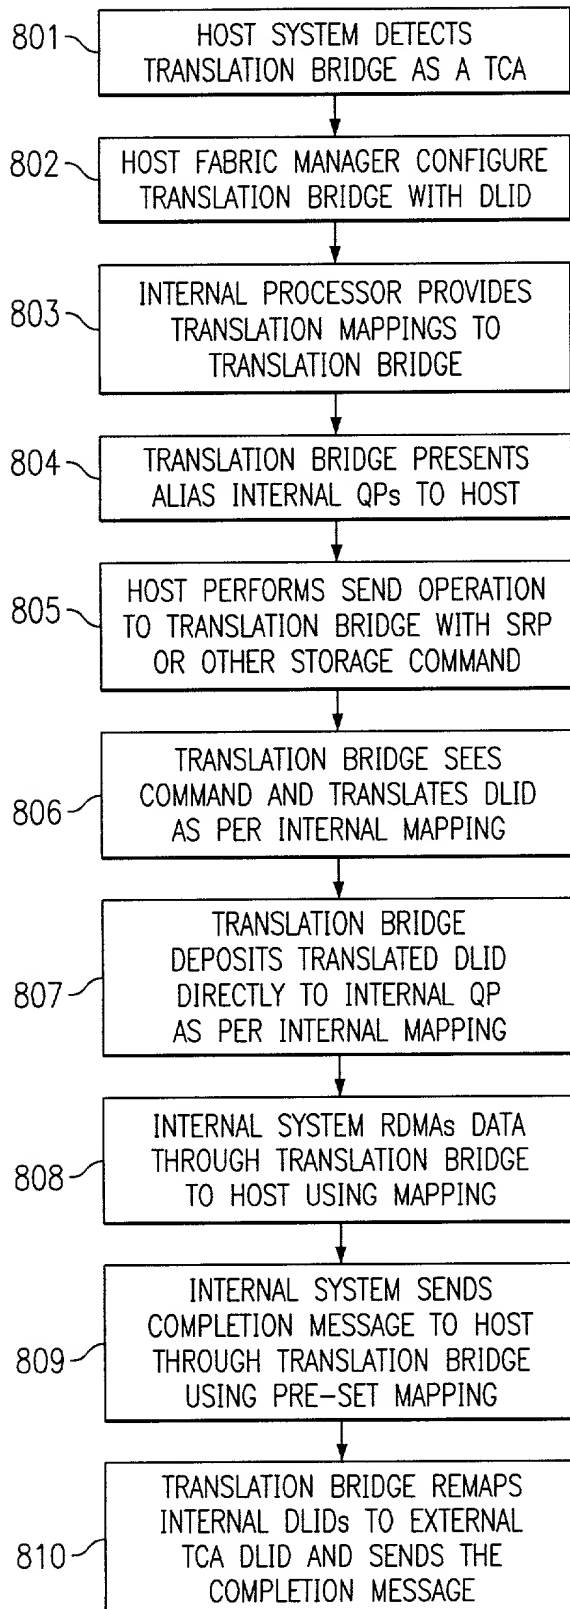 801
HOST SYSTEM DETECTS
TRANSLATION BRIDGE AS A TCA
802
HOST FABRIC MANAGER CONFIGURE
TRANSLATION BRIDGE WITH DLID
803
INTERNAL PROCESSOR PROVIDES
TRANSLATION MAPPINGS TO
TRANSLATION BRIDGE
804
TRANSLATION BRIDGE PRESENTS
ALIAS INTERNAL QPs TO HOST
805
HOST PERFORMS SEND OPERATION
TO TRANSLATION BRIDGE WITH SRP
OR OTHER STORAGE COMMAND
806
TRANSLATION BRIDGE SEES
COMMAND AND TRANSLATES DLID
AS PER INTERNAL MAPPING
807
TRANSLATION BRIDGE
DEPOSITS TRANSLATED DLID
DIRECTLY TO INTERNAL QP
AS PER INTERNAL MAPPING
808
INTERNAL SYSTEM RDMAs DATA
THROUGH TRANSLATION BRIDGE
TO HOST USING MAPPING
809
INTERNAL SYSTEM SENDS
COMPLETION MESSAGE TO HOST
THROUGH TRANSLATION BRIDGE
USING PRE-SET MAPPING
810
TRANSLATION BRIDGE REMAPS
INTERNAL DLIDs TO EXTERNAL
TCA DLID AND SENDS THE
COMPLETION MESSAGE